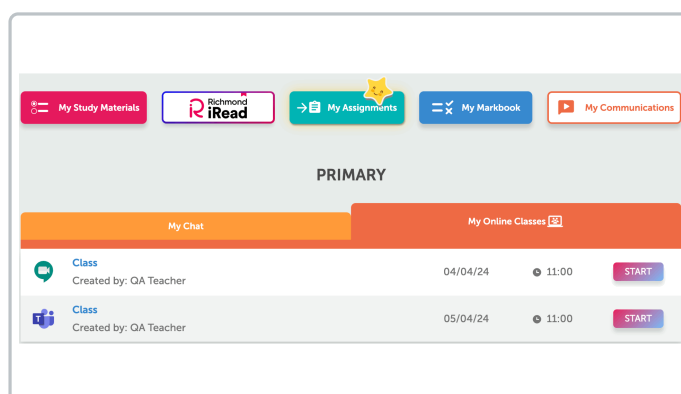 My Study Materials
Richmond
iRead
My Assignments
My Markbook
My Communications
PRIMARY
My Chat
My Online Classes
Class
04/04/24 11:00 START
Created by: QA Teacher
Class
05/04/24 11:00 START
Created by: QA Teacher